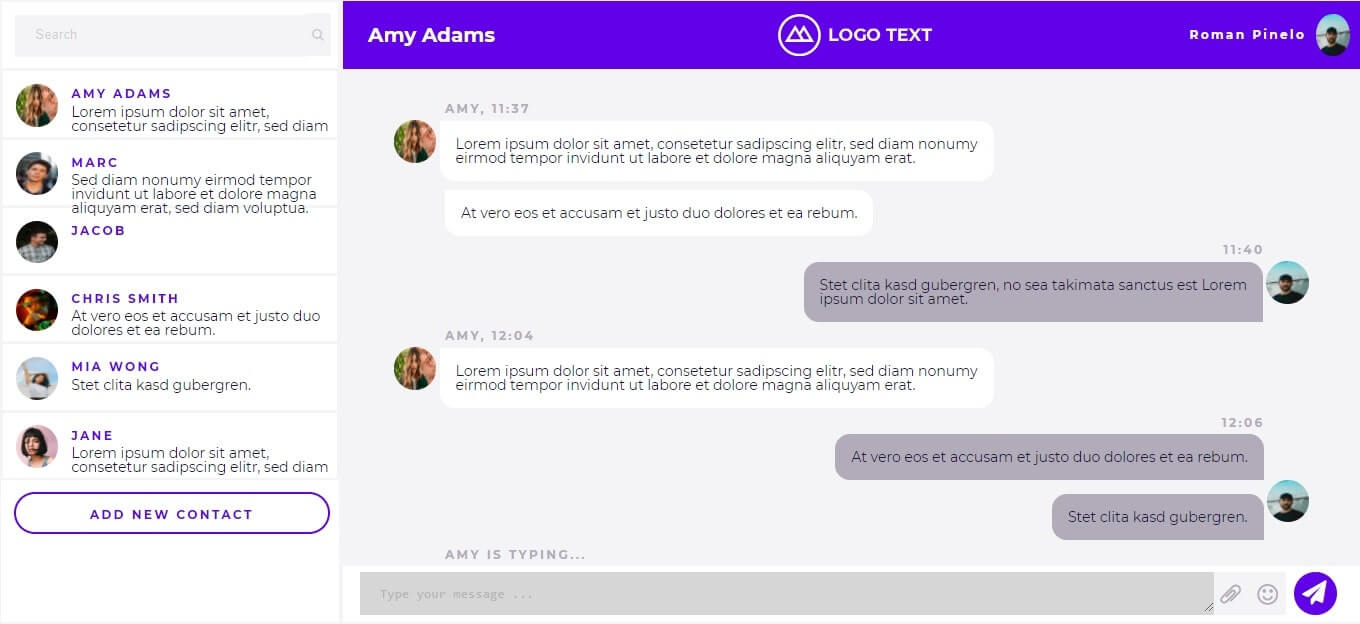 Search
AMY ADAMS
Lorem ipsum dolor sit amet,
consetetur sadipscing elitr, sed diam
MARC
Sed diam nonumy eirmod tempor
invidunt ut labore et dolore magna
aliquyam erat, sed diam voluptua.
JACOB
CHRIS SMITH
At vero eos et accusam et justo duo
dolores et ea rebum.
MIA WONG
Stet clita kasd gubergren.
JANE
Lorem ipsum dolor sit amet,
consetetur sadipscing elitr, sed diam
ADD NEW CONTACT
Amy Adams
LOGO TEXT
Roman Pinelo
AMY, 11:37
Lorem ipsum dolor sit amet, consetetur sadipscing elitr, sed diam nonumy
eirmod tempor invidunt ut labore et dolore magna aliquyam erat.
At vero eos et accusam et justo duo dolores et ea rebum.
11:40
Stet clita kasd gubergren, no sea takimata sanctus est Lorem
ipsum dolor sit amet.
AMY, 12:04
Lorem ipsum dolor sit amet, consetetur sadipscing elitr, sed diam nonumy
eirmod tempor invidunt ut labore et dolore magna aliquyam erat.
12:06
At vero eos et accusam et justo duo dolores et ea rebum.
Stet clita kasd gubergren.
AMY IS TYPING...
Type your message ...